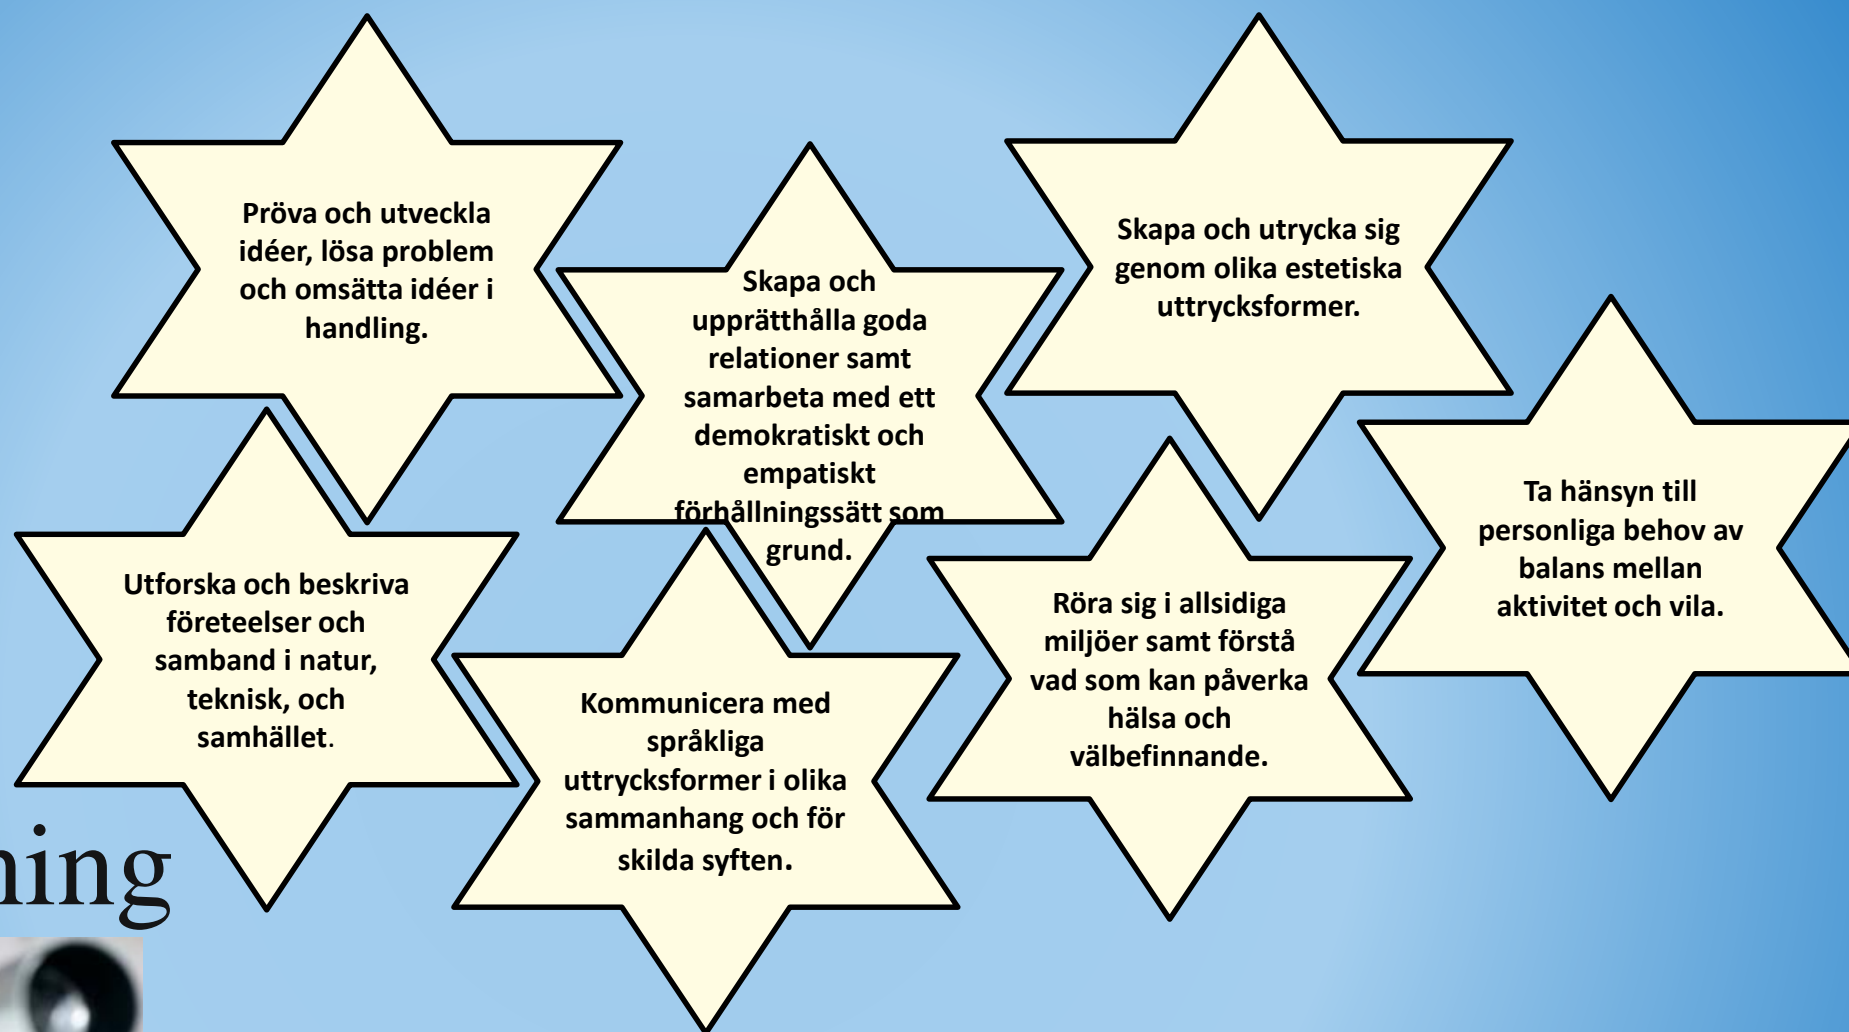 Pröva och utveckla
idéer, lösa problem
och omsätta idéer i
handling.
Skapa och
upprätthålla goda
relationer samt
samarbeta med ett
demokratiskt och
empatiskt
förhållningssätt som
grund.
Skapa och utrycka sig
genom olika estetiska
uttrycksformer.
Ta hänsyn till
personliga behov av
balans mellan
aktivitet och vila.
Utforska och beskriva
företeelser och
samband i natur,
teknisk, och
samhället.
Kommunicera med
språkliga
uttrycksformer i olika
sammanhang och för
skilda syften.
Röra sig i allsidiga
miljöer samt förstå
vad som kan påverka
hälsa och
välbefinnande.
ning